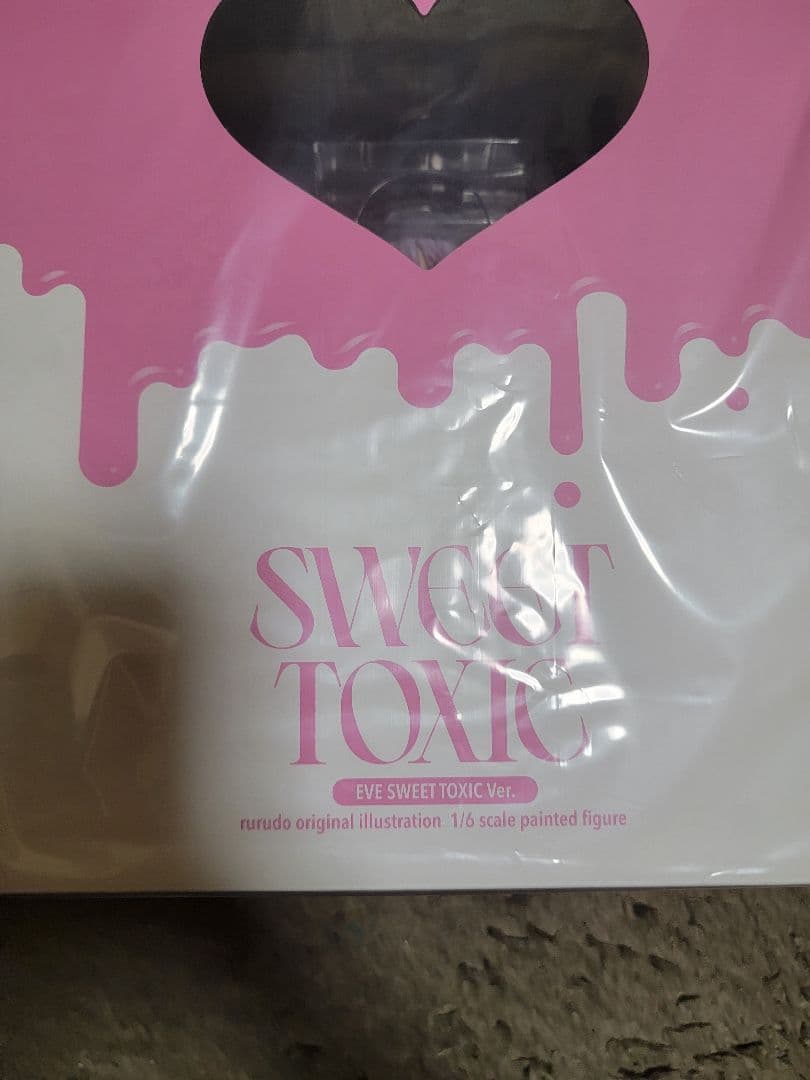 SWEET
TOXIC
EVE SWEET TOXIC Ver.
rurudo original illustration 1/6 scale painted figure